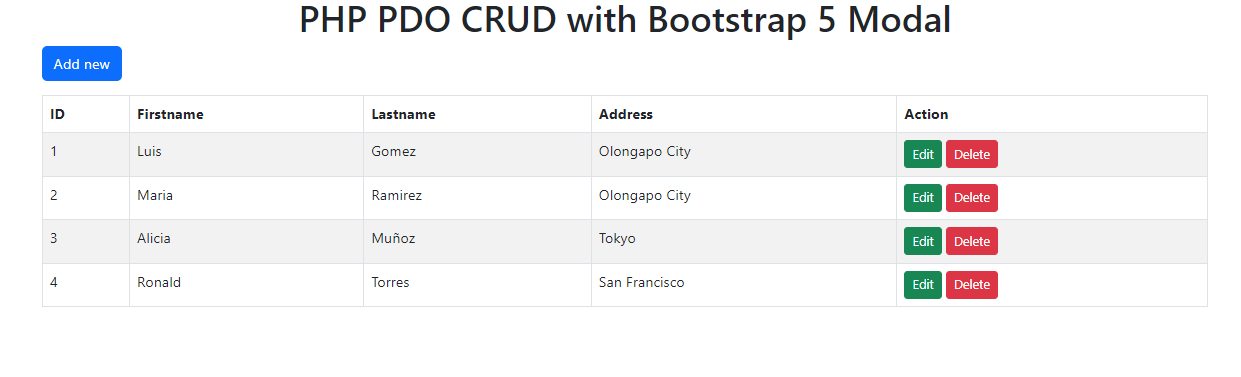 PHP PDO CRUD with Bootstrap 5 Modal
Add new
ID Firstname Lastname Address Action
1 Luis Gomez Olongapo City Edit Delete
2 Maria Ramirez Olongapo City Edit Delete
3 Alicia Muñoz Tokyo Edit Delete
4 Ronald Torres San Francisco Edit Delete